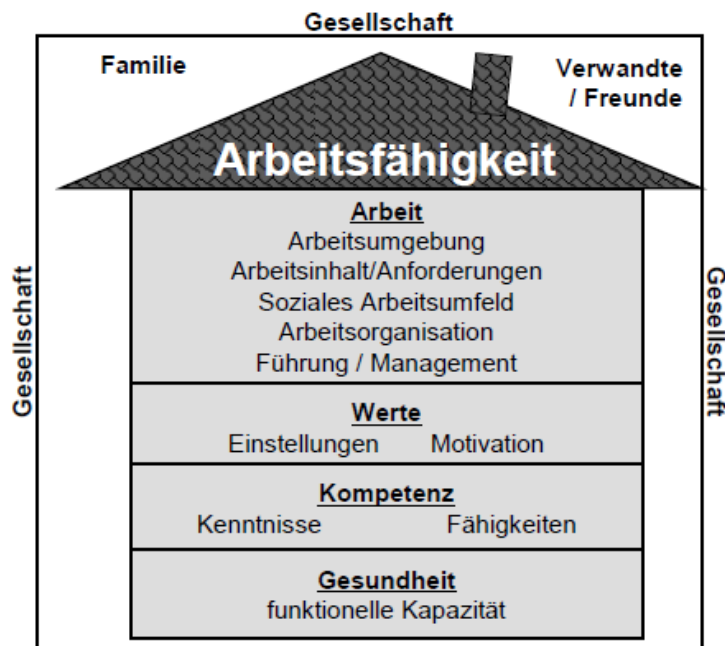 Gesellschaft
Familie
Verwandte
/ Freunde
Arbeitsfähigkeit
Arbeit
Arbeitsumgebung
Arbeitsinhalt/Anforderungen
Soziales Arbeitsumfeld
Arbeitsorganisation
Führung / Management
Gesellschaft
Gesellschaft
Werte
Einstellungen Motivation
Kompetenz
Kenntnisse Fähigkeiten
Gesundheit
funktionelle Kapazität